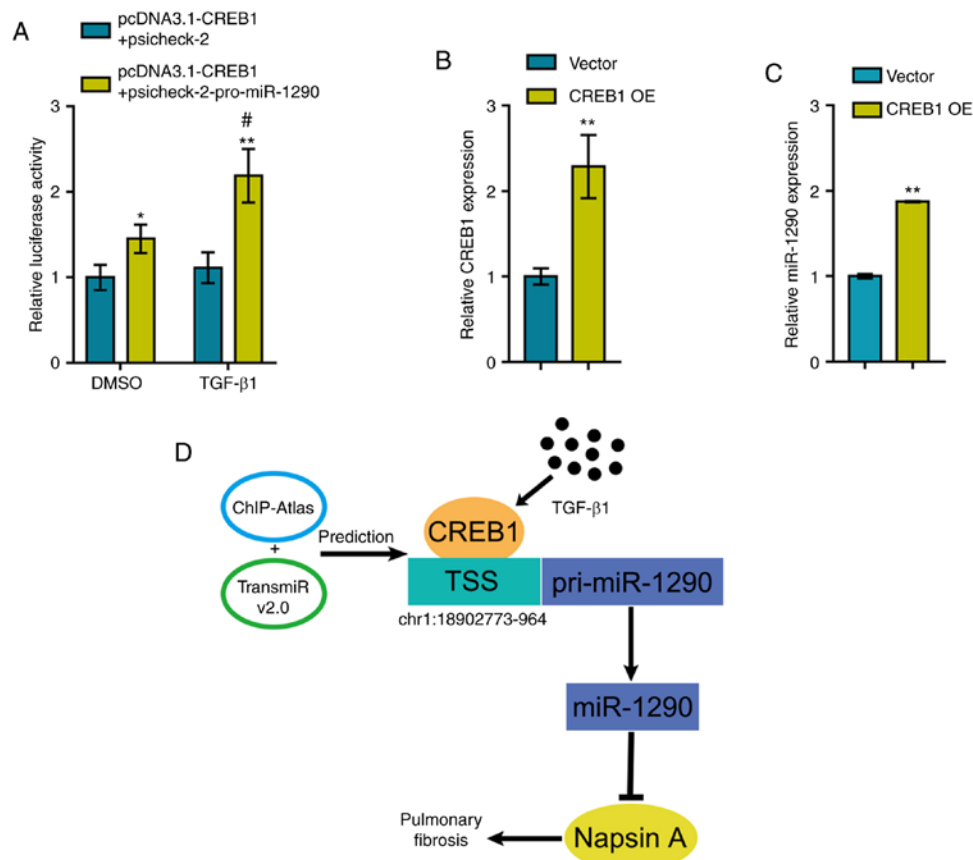 A
pcDNA3.1-CREB1
+psicheck-2
pcDNA3.1-CREB1
+psicheck-2-pro-miR-1290
Relative luciferase activity
3
2
1
0
*
#
**
DMSO
TGF-β1
B
Vector
CREB1 OE
Relative CREB1 expression
3
2
1
0
**
C
Vector
CREB1 OE
Relative miR-1290 expression
3
2
1
0
**
D
ChIP-Atlas
+
TransmiR
v2.0
Prediction
TGF-β1
CREB1
TSS
pri-miR-1290
chr1:18902773-964
miR-1290
Napsin A
Pulmonary
fibrosis